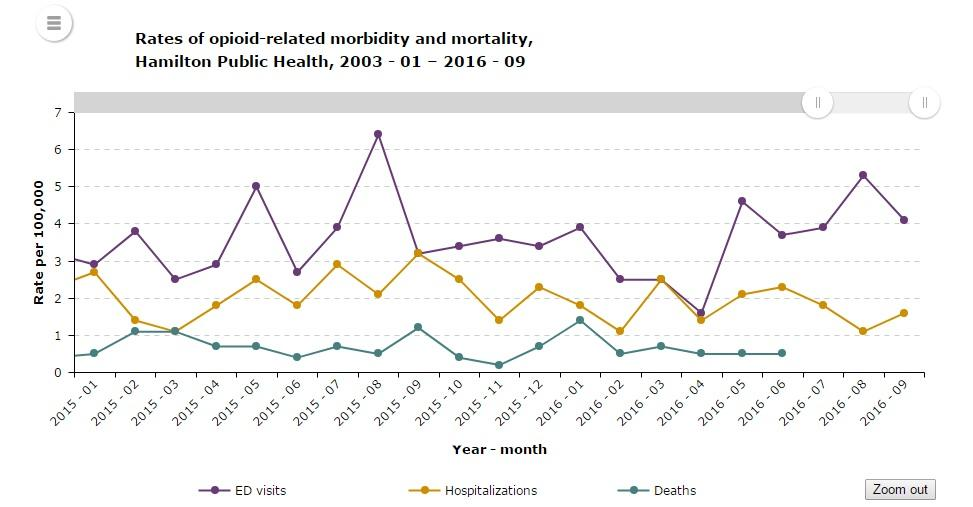 Rates of opioid-related morbidity and mortality,
Hamilton Public Health, 2003 - 01 – 2016 - 09
7
6
5
4
3
2
1
0
Rate per 100,000
2015 - 01
2015 - 02
2015 - 03
2015 - 04
2015 - 05
2015 - 06
2015 - 07
2015 - 08
2015 - 09
2015 - 10
2015 - 11
2015 - 12
2016 - 01
2016 - 02
2016 - 03
2016 - 04
2016 - 05
2016 - 06
2016 - 07
2016 - 08
2016 - 09
Year - month
ED visits
Hospitalizations
Deaths
Zoom out